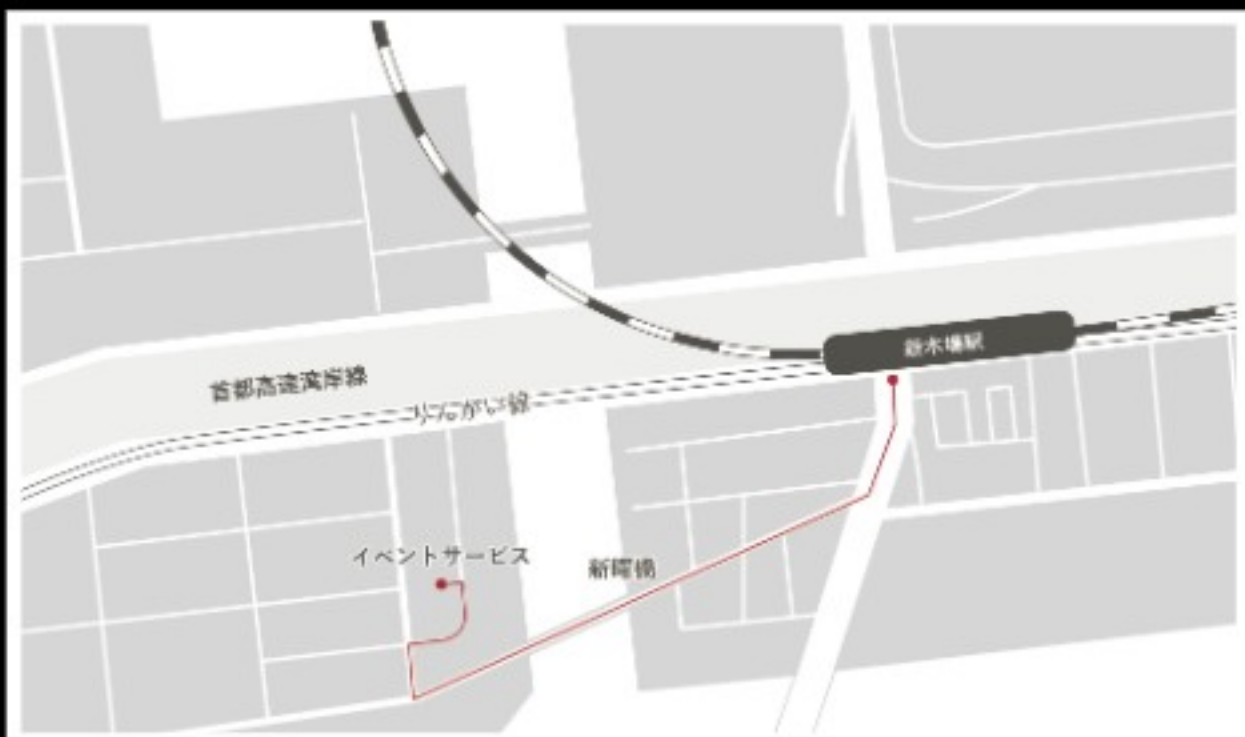 新木場駅
首都高速湾岸線
りんかい線
イベントサービス
新曙橋